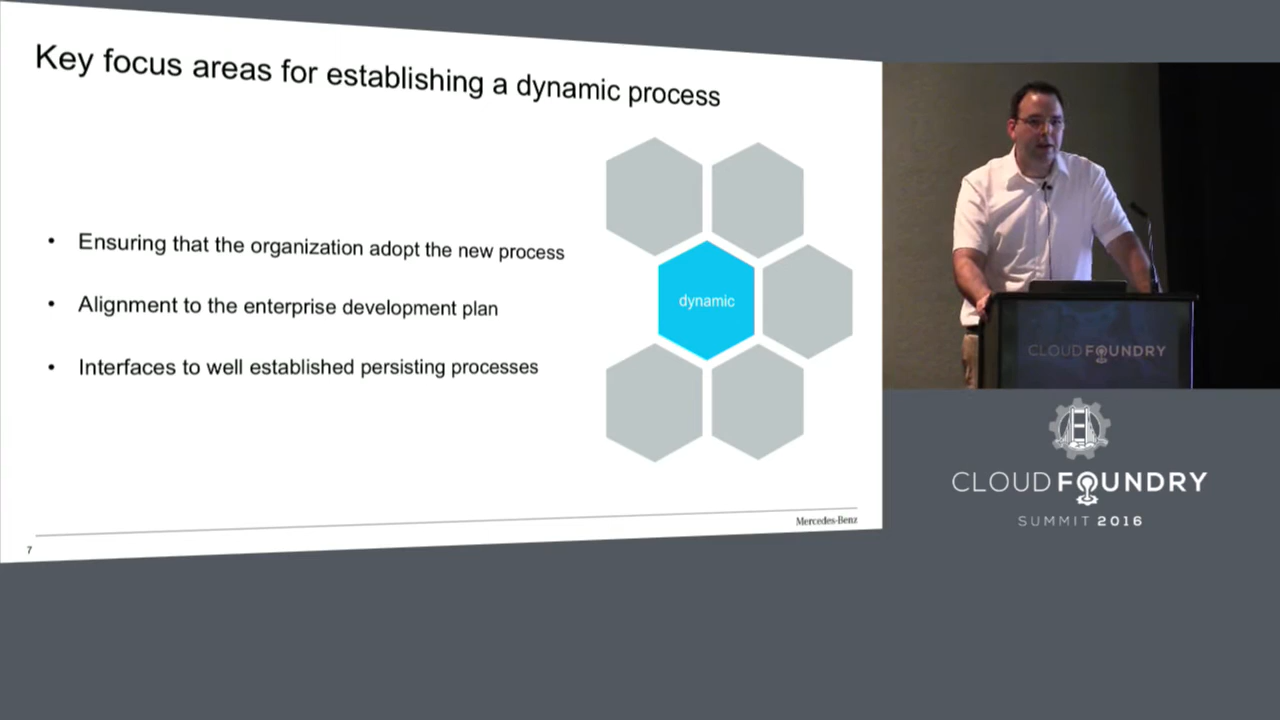 Key focus areas for establishing a dynamic process
• Ensuring that the organization adopt the new process
• Alignment to the enterprise development plan
• Interfaces to well established persisting processes
dynamic
Mercedes-Benz
7
CLOUD FOUNDRY
CLOUD FOUNDRY
SUMMIT 2016